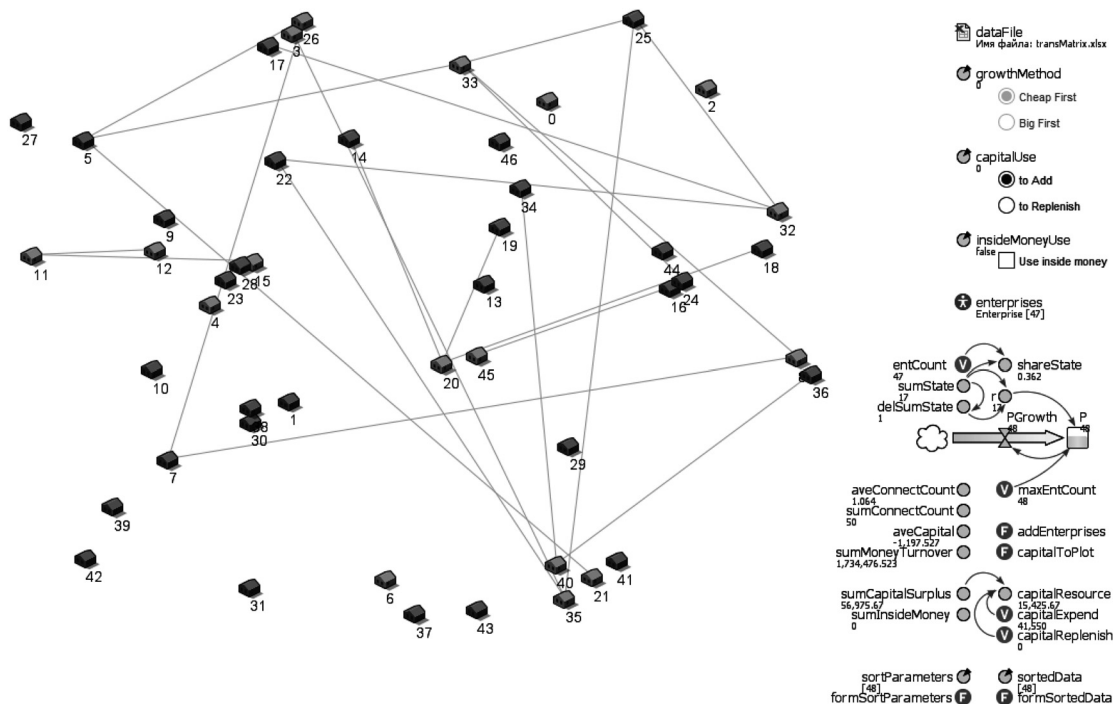 26
3
17
25
33
2
0
27
5
14
46
22
34
32
9
19
11
12
44
18
15
28
23
13
24
16
4
20
45
10
8
36
1
30
29
7
39
42
31
6
40
21
41
37
43
35
dataFile
Имя файла: transMatrix.xlsx
growthMethod
0
Cheap First
Big First
capitalUse
0
to Add
to Replenish
insideMoneyUse
false
Use inside money
enterprises
Enterprise [47]
entCount
47
V
shareState
0.362
sumState
17
r
17
delSumState
1
PGrowth
48
P
48
aveConnectCount
1.064
V
maxEntCount
48
sumConnectCount
50
aveCapital
-1,197.527
F
addEnterprises
sumMoneyTurnover
1,734,476.523
F
capitalToPlot
sumCapitalSurplus
56,975.67
capitalResource
15,425.67
sumInsideMoney
0
V
capitalExpend
41,550
V
capitalReplenish
0
sortParameters
[48]
sortedData
[48]
formSortParameters
F
F
formSortedData